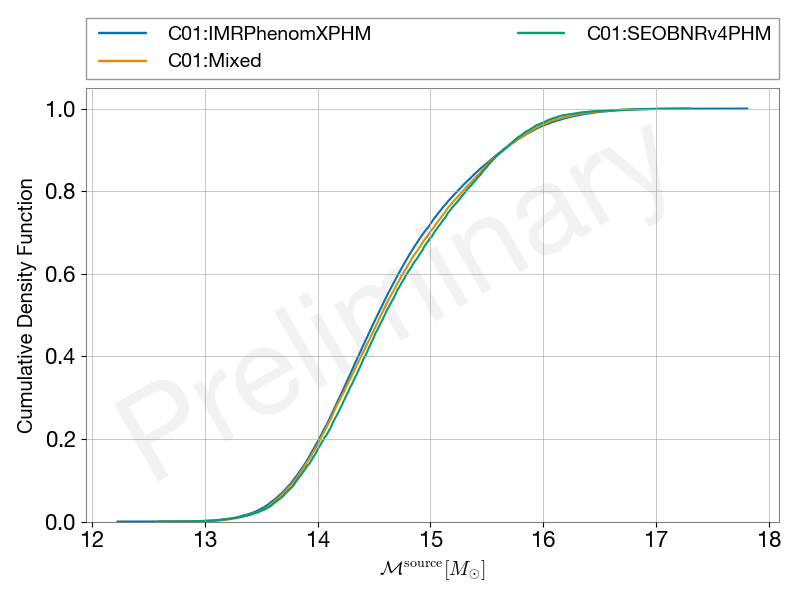 C01:IMRPhenomXPHM
C01:Mixed
C01:SEOBNRv4PHM
1.0
0.8
0.6
0.4
0.2
0.0
Cumulative Density Function
Preliminary
12 13 14 15 16 17 18
ℳ^source [M_⊙]